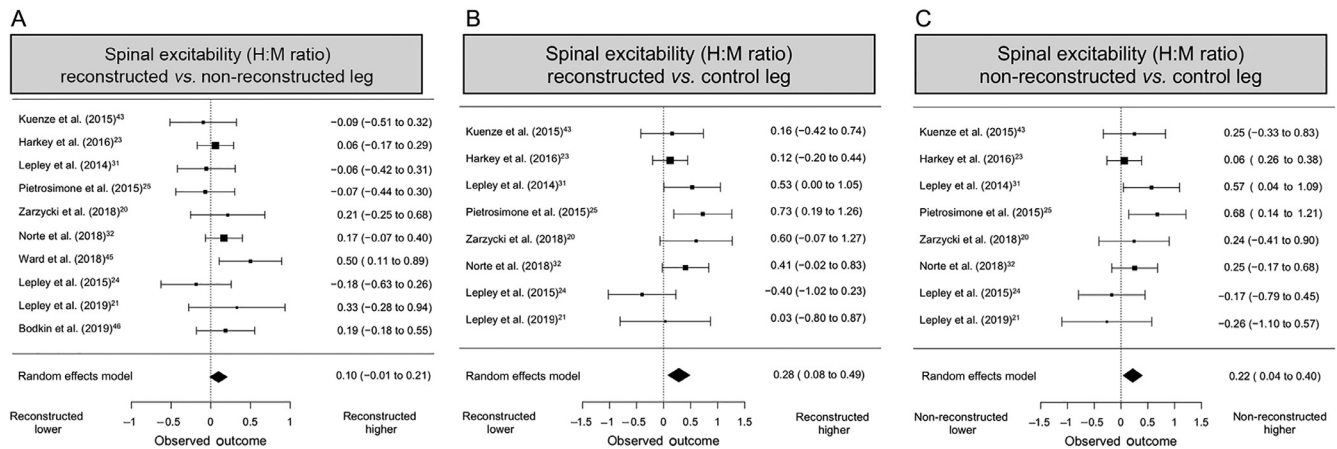 A
Spinal excitability (H:M ratio)
reconstructed vs. non-reconstructed leg
Kuenze et al. (2015)⁴³ −0.09 (−0.51 to 0.32)
Harkey et al. (2016)²³ 0.06 (−0.17 to 0.29)
Lepley et al. (2014)³¹ −0.06 (−0.42 to 0.31)
Pietrosimone et al. (2015)²⁵ −0.07 (−0.44 to 0.30)
Zarzycki et al. (2018)²⁰ 0.21 (−0.25 to 0.68)
Norte et al. (2018)³² 0.17 (−0.07 to 0.40)
Ward et al. (2018)⁴⁵ 0.50 ( 0.11 to 0.89)
Lepley et al. (2015)²⁴ −0.18 (−0.63 to 0.26)
Lepley et al. (2019)²¹ 0.33 (−0.28 to 0.94)
Bodkin et al. (2019)⁴⁶ 0.19 (−0.18 to 0.55)
Random effects model 0.10 (−0.01 to 0.21)
Reconstructed
lower
−1 −0.5 0 0.5 1
Observed outcome
Reconstructed
higher
B
Spinal excitability (H:M ratio)
reconstructed vs. control leg
Kuenze et al. (2015)⁴³ 0.16 (−0.42 to 0.74)
Harkey et al. (2016)²³ 0.12 (−0.20 to 0.44)
Lepley et al. (2014)³¹ 0.53 ( 0.00 to 1.05)
Pietrosimone et al. (2015)²⁵ 0.73 ( 0.19 to 1.26)
Zarzycki et al. (2018)²⁰ 0.60 (−0.07 to 1.27)
Norte et al. (2018)³² 0.41 (−0.02 to 0.83)
Lepley et al. (2015)²⁴ −0.40 (−1.02 to 0.23)
Lepley et al. (2019)²¹ 0.03 (−0.80 to 0.87)
Random effects model 0.28 ( 0.08 to 0.49)
Reconstructed
lower
−1.5 −1 −0.5 0 0.5 1 1.5
Observed outcome
Reconstructed
higher
C
Spinal excitability (H:M ratio)
non-reconstructed vs. control leg
Kuenze et al. (2015)⁴³ 0.25 (−0.33 to 0.83)
Harkey et al. (2016)²³ 0.06 ( 0.26 to 0.38)
Lepley et al. (2014)³¹ 0.57 ( 0.04 to 1.09)
Pietrosimone et al. (2015)²⁵ 0.68 ( 0.14 to 1.21)
Zarzycki et al. (2018)²⁰ 0.24 (−0.41 to 0.90)
Norte et al. (2018)³² 0.25 (−0.17 to 0.68)
Lepley et al. (2015)²⁴ −0.17 (−0.79 to 0.45)
Lepley et al. (2019)²¹ −0.26 (−1.10 to 0.57)
Random effects model 0.22 ( 0.04 to 0.40)
Non-reconstructed
lower
−1.5 −1 −0.5 0 0.5 1 1.5
Observed outcome
Non-reconstructed
higher